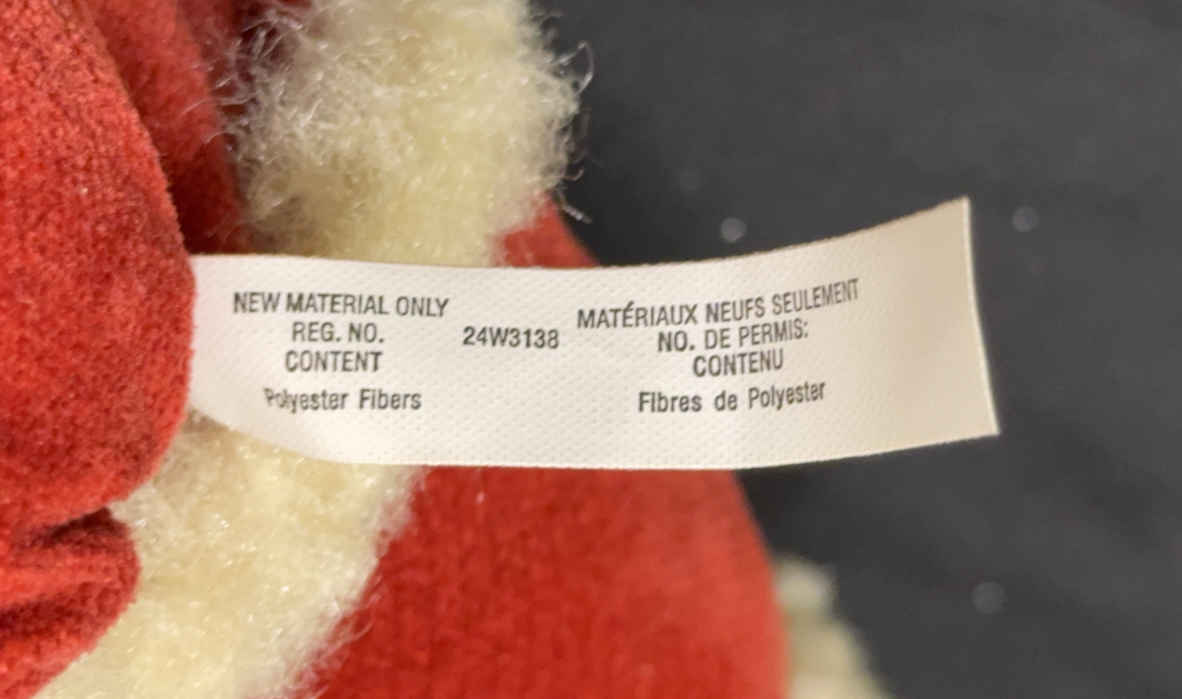 NEW MATERIAL ONLY
REG. NO.
CONTENT
Polyester Fibers
24W3138
MATÉRIAUX NEUFS SEULEMENT
NO. DE PERMIS:
CONTENU
Fibres de Polyester